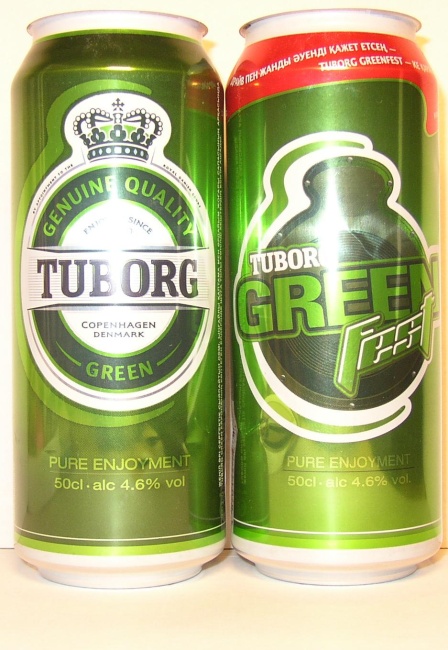 GENUINE QUALITY
SINCE
TUBORG
COPENHAGEN
DENMARK
GREEN
PURE ENJOYMENT
50cl · alc 4.6% vol
ПЕН ЖАНДЫ ӘУЕНДІ ҚАЖЕТ ЕТСЕҢ —
TUBORG GREENFEST —
TUBORG
GREEN
fest
PURE ENJOYMENT
50cl · alc 4.6% vol.